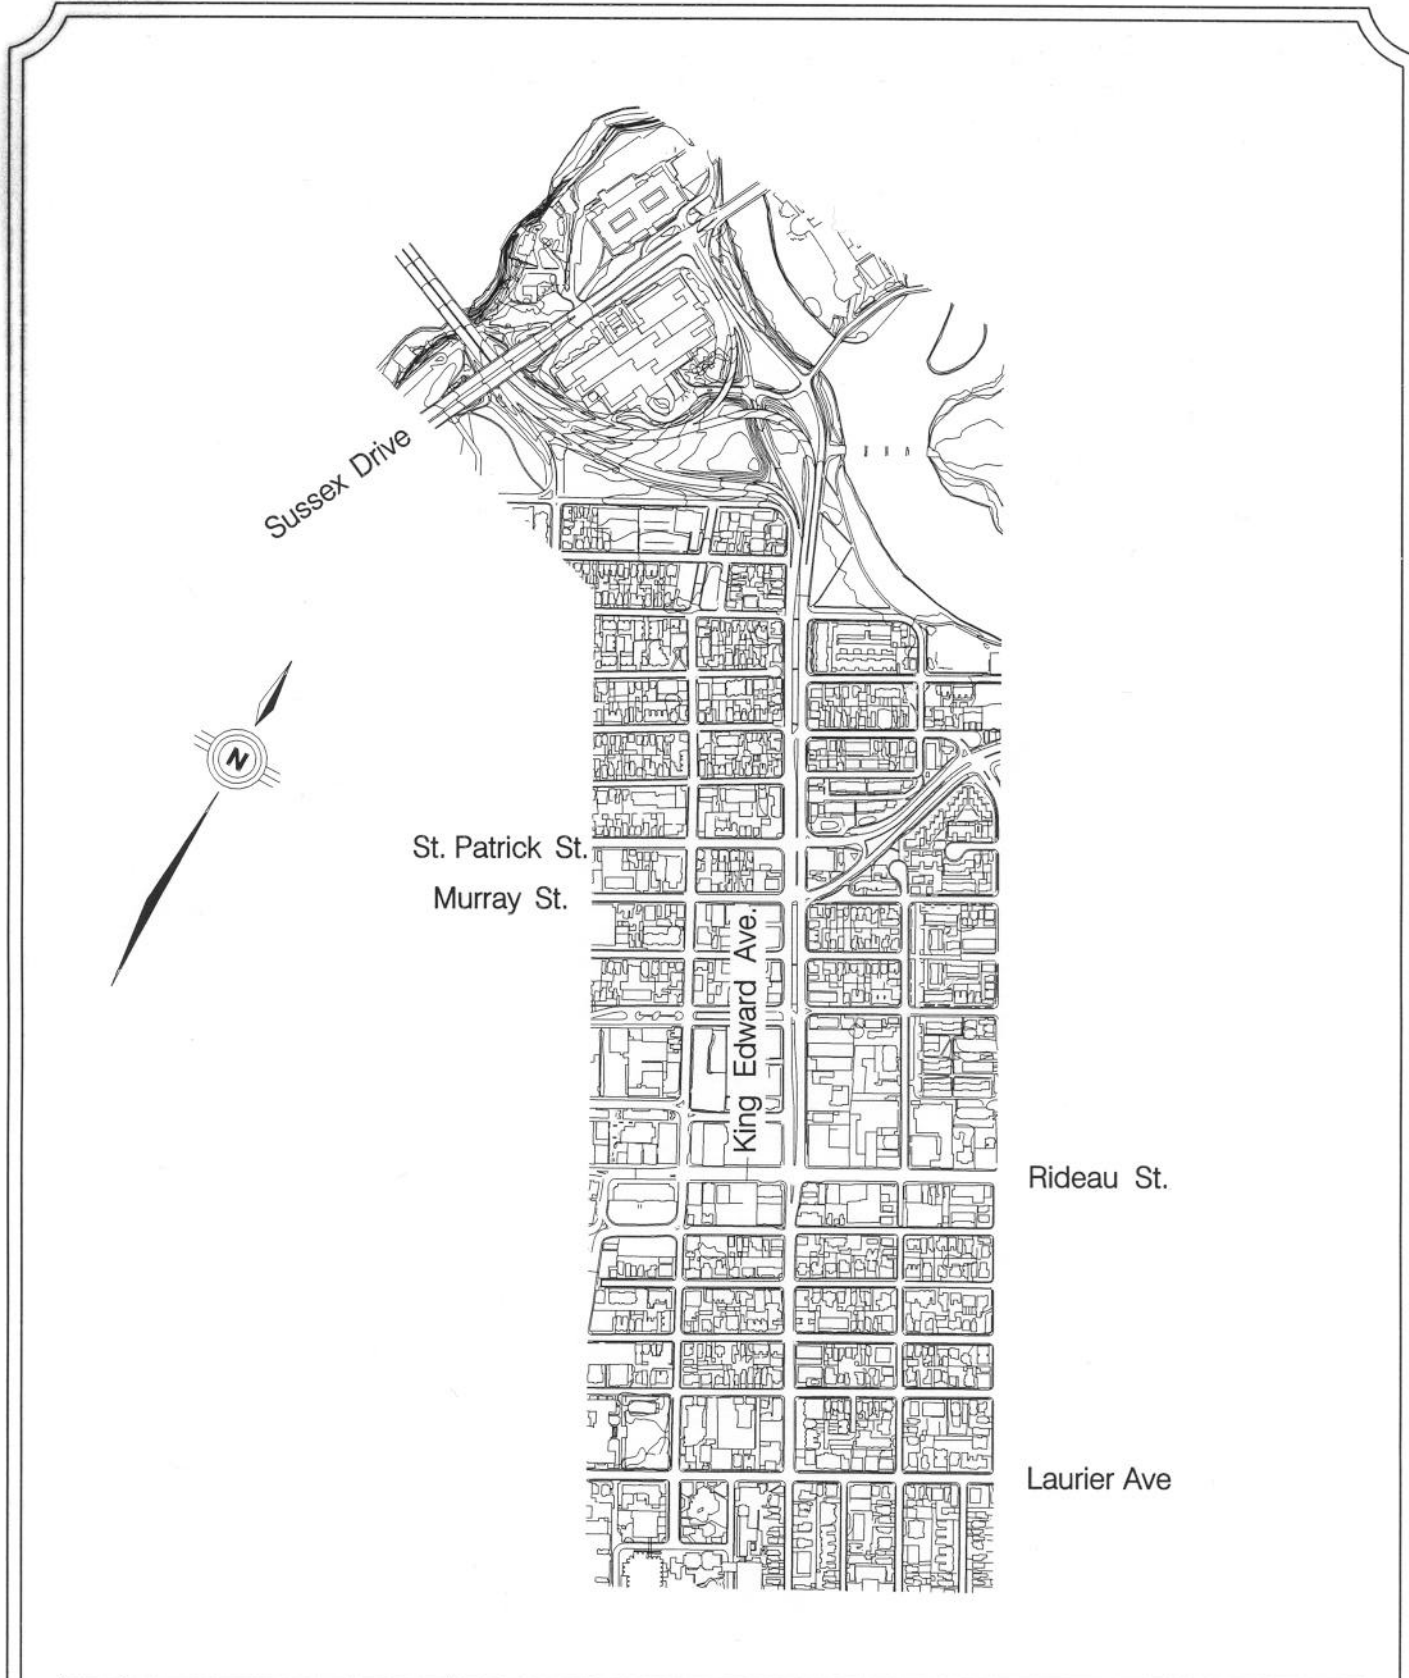 Sussex Drive
N
St. Patrick St.
Murray St.
King Edward Ave.
Rideau St.
Laurier Ave